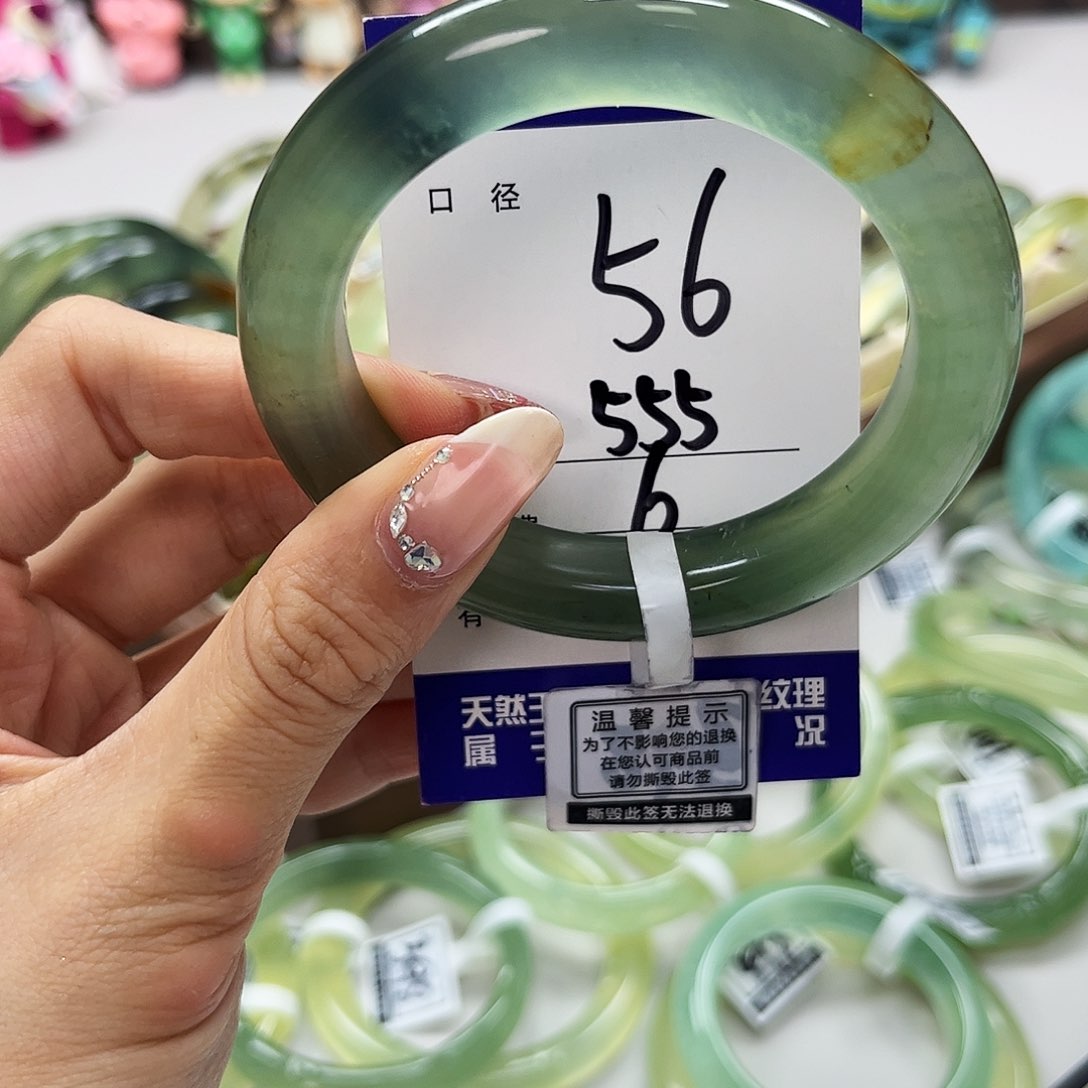 口 径
56
555
6
有
天然玉 纹理
属 况
温馨提示
为了不影响您的退换
在您认可商品前
请勿撕毁此签
撕毁此签无法退换